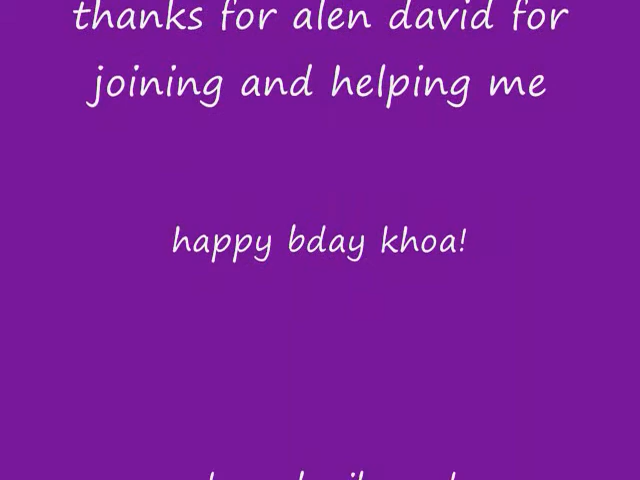 thanks for alen david for
joining and helping me
happy bday khoa!